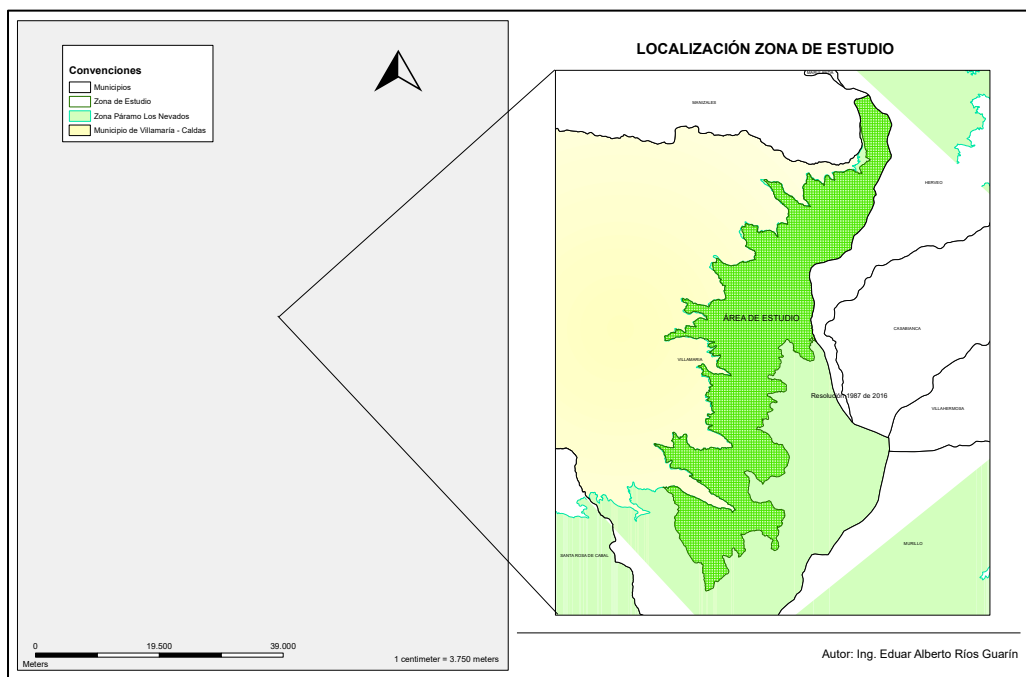 Convenciones
Municipios
Zona de Estudio
Zona Páramo Los Nevados
Municipio de Villamaría - Caldas
0 19.500 39.000
Meters
1 centimeter = 3.750 meters
LOCALIZACIÓN ZONA DE ESTUDIO
MANIZALES
HERVEO
ÁREA DE ESTUDIO
CASABIANCA
VILLAMARÍA
Resolución 1987 de 2016
VILLAHERMOSA
MURILLO
SANTA ROSA DE CABAL
Autor: Ing. Eduar Alberto Ríos Guarín